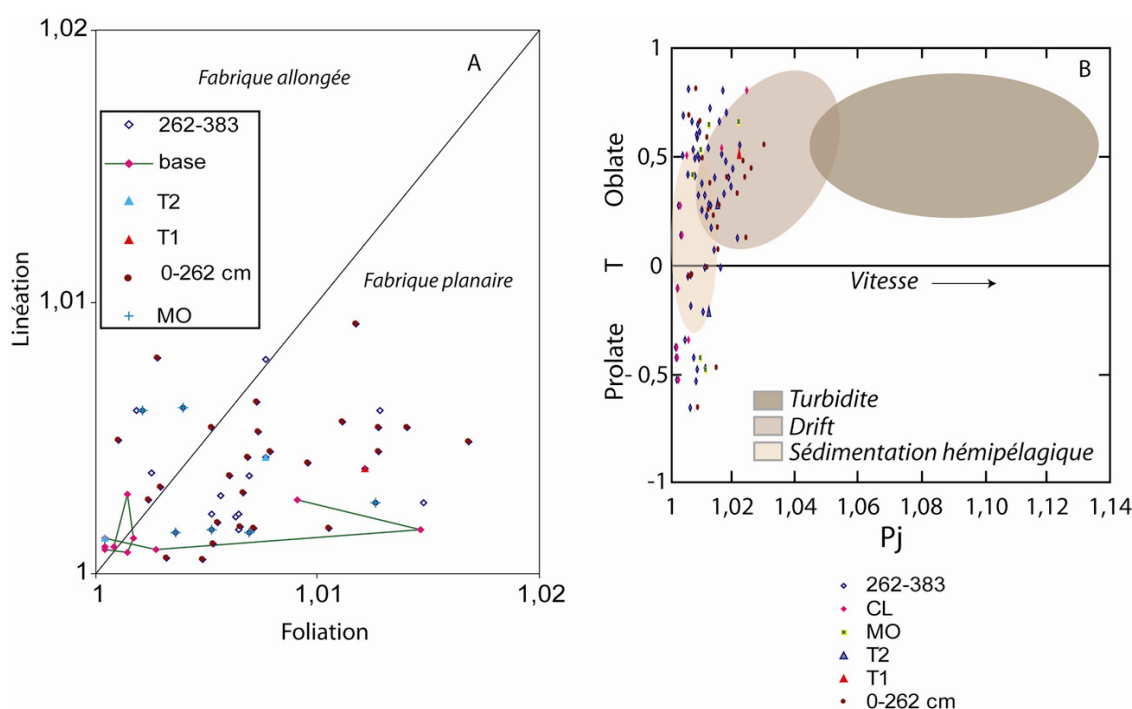 1,02
A
Fabrique allongée
262-383
base
T2
T1
0-262 cm
MO
Fabrique planaire
Linéation
1,01
1
1
1,01
1,02
Foliation
1
B
Oblate
0,5
T
0
Vitesse
Prolate
- 0,5
Turbidite
Drift
Sédimentation hémipélagique
-1
1
1,02
1,04
1,06
1,08
1,10
1,12
1,14
Pj
262-383
CL
MO
T2
T1
0-262 cm